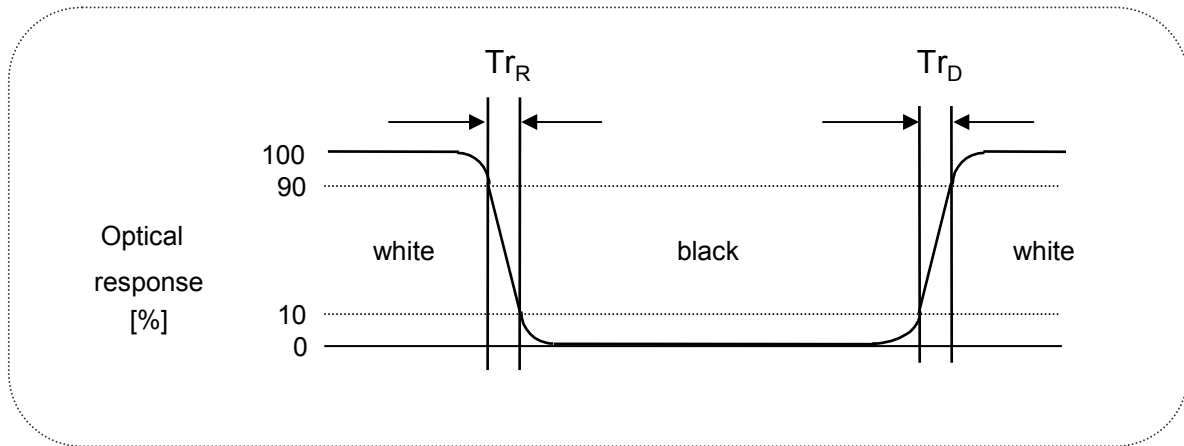 Tr_R Tr_D
100
90
Optical
response
[%]
white black white
10
0